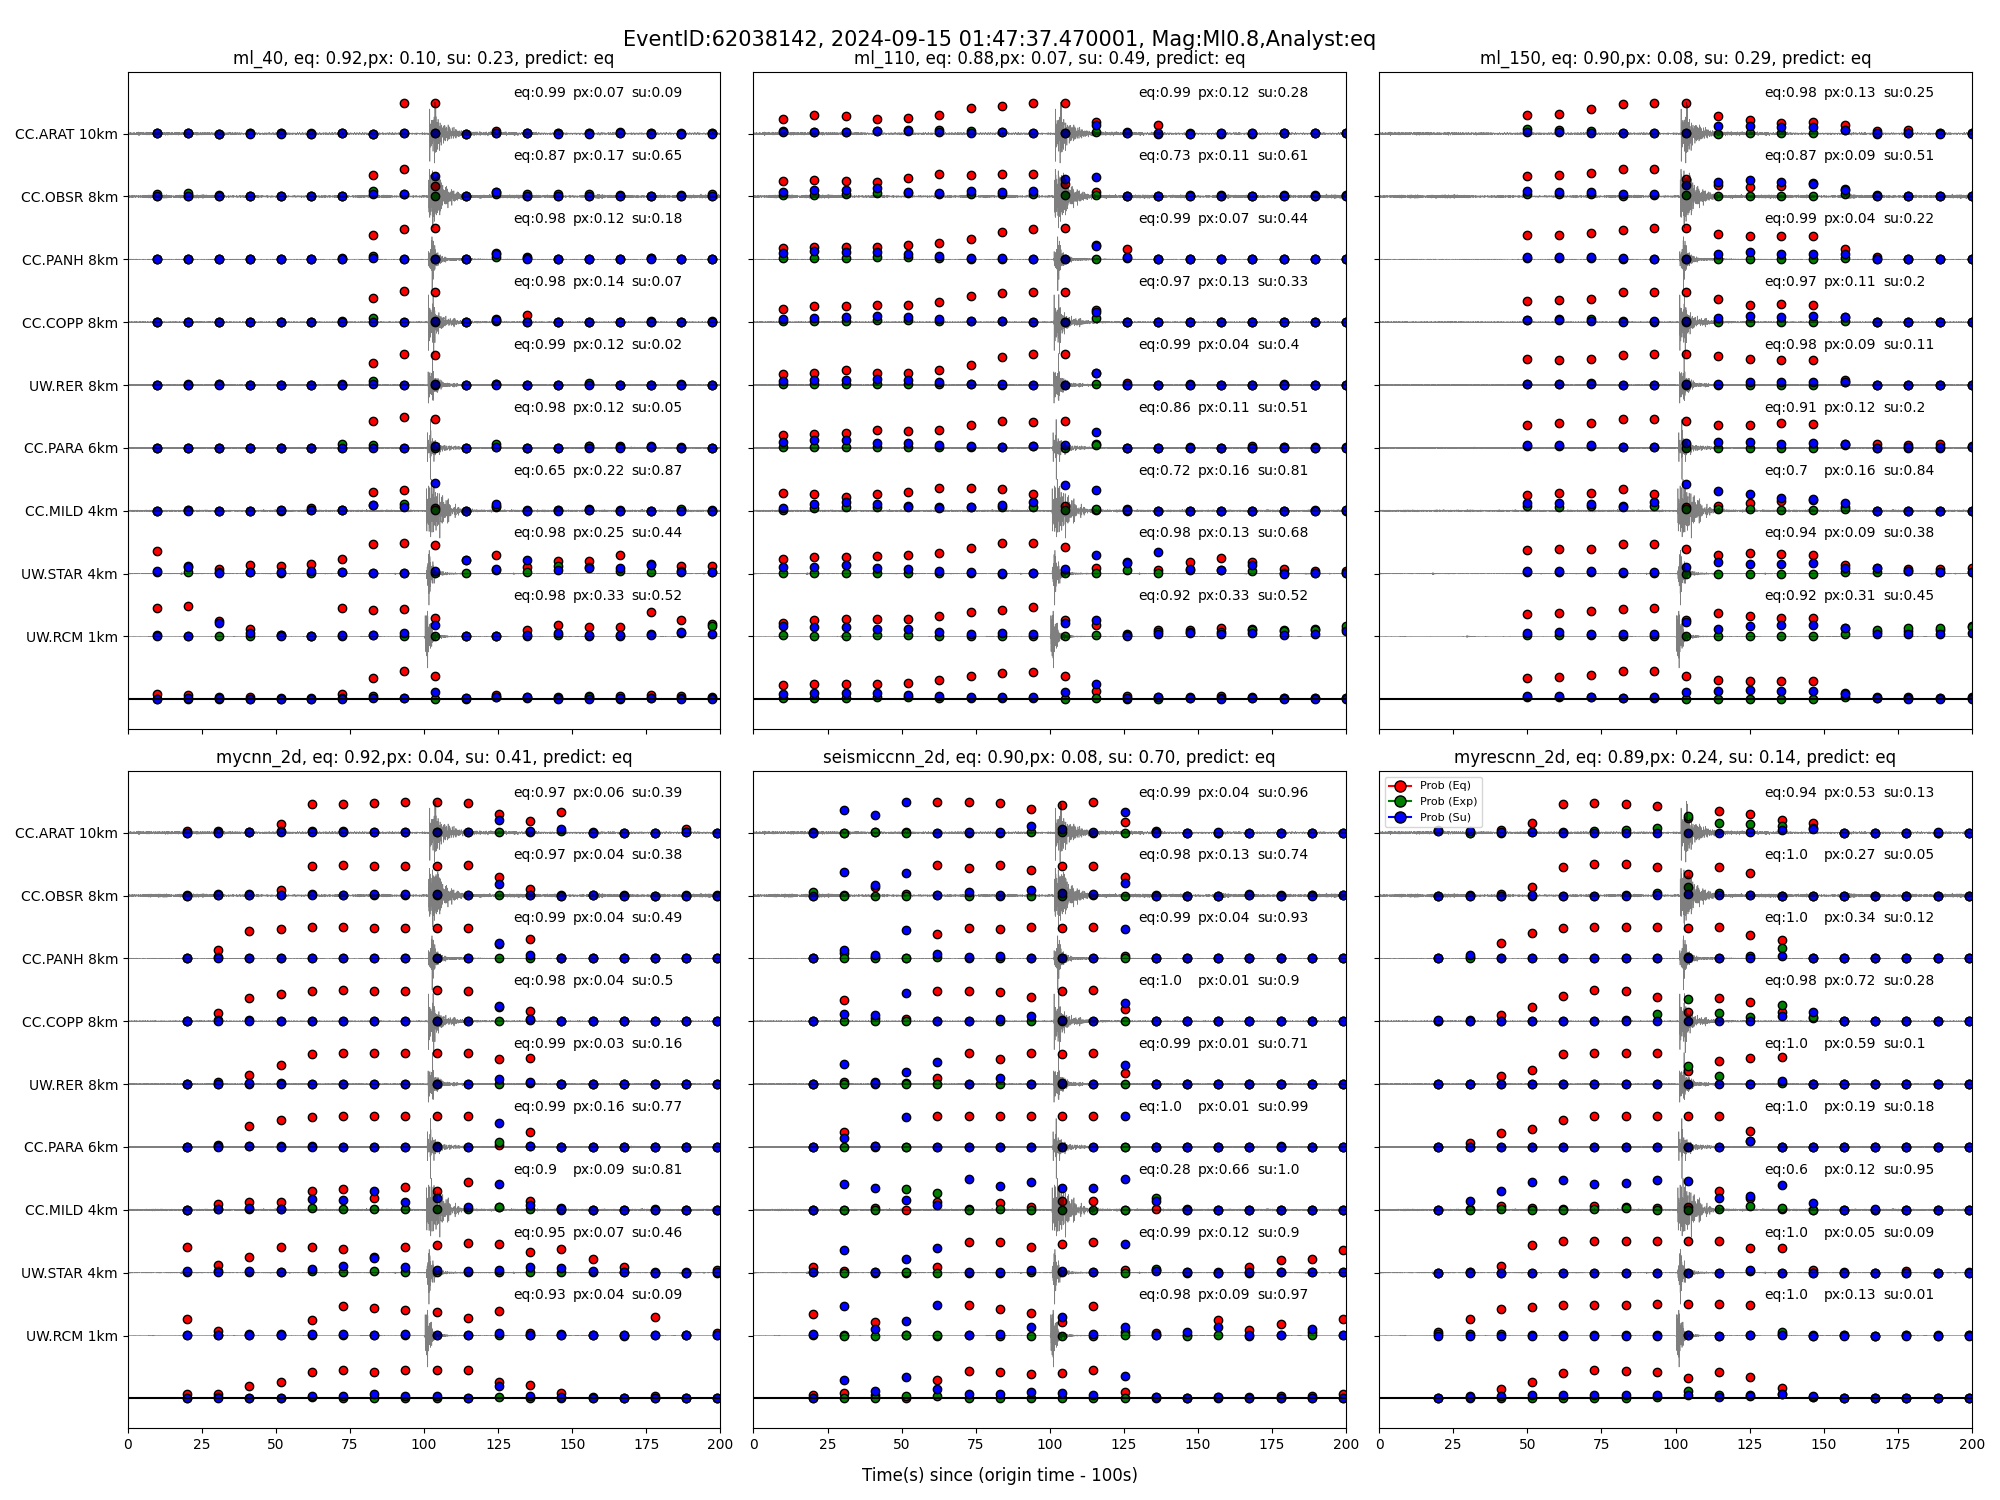 EventID:62038142, 2024-09-15 01:47:37.470001, Mag:Ml0.8,Analyst:eq
ml_40, eq: 0.92,px: 0.10, su: 0.23, predict: eq
CC.ARAT 10km
eq:0.99 px:0.07 su:0.09
CC.OBSR 8km
eq:0.87 px:0.17 su:0.65
CC.PANH 8km
eq:0.98 px:0.12 su:0.18
CC.COPP 8km
eq:0.98 px:0.14 su:0.07
UW.RER 8km
eq:0.99 px:0.12 su:0.02
CC.PARA 6km
eq:0.98 px:0.12 su:0.05
CC.MILD 4km
eq:0.65 px:0.22 su:0.87
UW.STAR 4km
eq:0.98 px:0.25 su:0.44
UW.RCM 1km
eq:0.98 px:0.33 su:0.52
ml_110, eq: 0.88,px: 0.07, su: 0.49, predict: eq
eq:0.99 px:0.12 su:0.28
eq:0.73 px:0.11 su:0.61
eq:0.99 px:0.07 su:0.44
eq:0.97 px:0.13 su:0.33
eq:0.99 px:0.04 su:0.4
eq:0.86 px:0.11 su:0.51
eq:0.72 px:0.16 su:0.81
eq:0.98 px:0.13 su:0.68
eq:0.92 px:0.33 su:0.52
ml_150, eq: 0.90,px: 0.08, su: 0.29, predict: eq
eq:0.98 px:0.13 su:0.25
eq:0.87 px:0.09 su:0.51
eq:0.99 px:0.04 su:0.22
eq:0.97 px:0.11 su:0.2
eq:0.98 px:0.09 su:0.11
eq:0.91 px:0.12 su:0.2
eq:0.7 px:0.16 su:0.84
eq:0.94 px:0.09 su:0.38
eq:0.92 px:0.31 su:0.45
mycnn_2d, eq: 0.92,px: 0.04, su: 0.41, predict: eq
CC.ARAT 10km
eq:0.97 px:0.06 su:0.39
CC.OBSR 8km
eq:0.97 px:0.04 su:0.38
CC.PANH 8km
eq:0.99 px:0.04 su:0.49
CC.COPP 8km
eq:0.98 px:0.04 su:0.5
UW.RER 8km
eq:0.99 px:0.03 su:0.16
CC.PARA 6km
eq:0.99 px:0.16 su:0.77
CC.MILD 4km
eq:0.9 px:0.09 su:0.81
UW.STAR 4km
eq:0.95 px:0.07 su:0.46
UW.RCM 1km
eq:0.93 px:0.04 su:0.09
0 25 50 75 100 125 150 175 200
seismiccnn_2d, eq: 0.90,px: 0.08, su: 0.70, predict: eq
eq:0.99 px:0.04 su:0.96
eq:0.98 px:0.13 su:0.74
eq:0.99 px:0.04 su:0.93
eq:1.0 px:0.01 su:0.9
eq:0.99 px:0.01 su:0.71
eq:1.0 px:0.01 su:0.99
eq:0.28 px:0.66 su:1.0
eq:0.99 px:0.12 su:0.9
eq:0.98 px:0.09 su:0.97
0 25 50 75 100 125 150 175 200
myrescnn_2d, eq: 0.89,px: 0.24, su: 0.14, predict: eq
Prob (Eq)
Prob (Exp)
Prob (Su)
eq:0.94 px:0.53 su:0.13
eq:1.0 px:0.27 su:0.05
eq:1.0 px:0.34 su:0.12
eq:0.98 px:0.72 su:0.28
eq:1.0 px:0.59 su:0.1
eq:1.0 px:0.19 su:0.18
eq:0.6 px:0.12 su:0.95
eq:1.0 px:0.05 su:0.09
eq:1.0 px:0.13 su:0.01
0 25 50 75 100 125 150 175 200
Time(s) since (origin time - 100s)